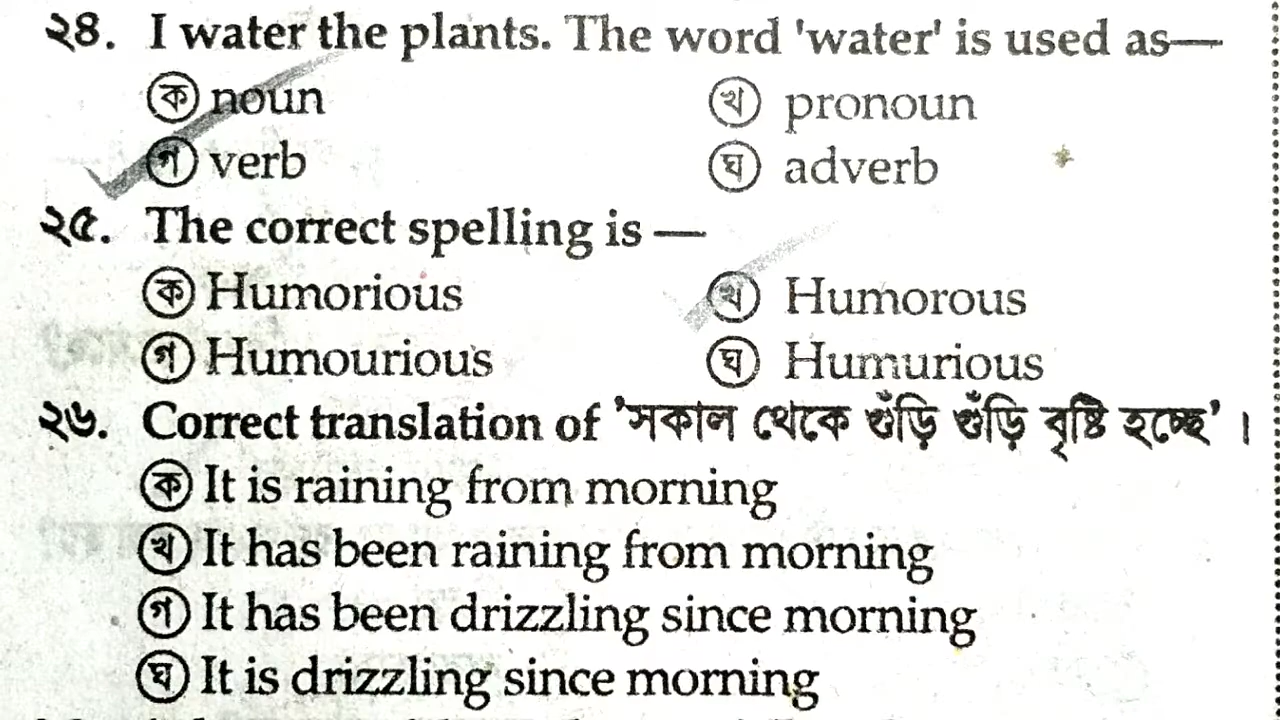 ২৪. I water the plants. The word 'water' is used as—
ক noun খ pronoun
গ verb ঘ adverb
২৫. The correct spelling is —
ক Humorious খ Humorous
গ Humourious ঘ Humurious
২৬. Correct translation of 'সকাল থেকে গুঁড়ি গুঁড়ি বৃষ্টি হচ্ছে' ।
ক It is raining from morning
খ It has been raining from morning
গ It has been drizzling since morning
ঘ It is drizzling since morning